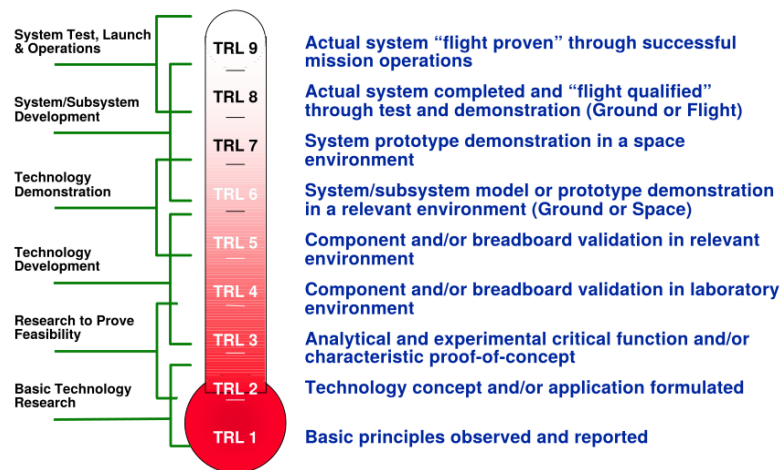 System Test, Launch
& Operations
System/Subsystem
Development
Technology
Demonstration
Technology
Development
Research to Prove
Feasibility
Basic Technology
Research
TRL 9
TRL 8
TRL 7
TRL 6
TRL 5
TRL 4
TRL 3
TRL 2
TRL 1
Actual system “flight proven” through successful
mission operations
Actual system completed and “flight qualified”
through test and demonstration (Ground or Flight)
System prototype demonstration in a space
environment
System/subsystem model or prototype demonstration
in a relevant environment (Ground or Space)
Component and/or breadboard validation in relevant
environment
Component and/or breadboard validation in laboratory
environment
Analytical and experimental critical function and/or
characteristic proof-of-concept
Technology concept and/or application formulated
Basic principles observed and reported